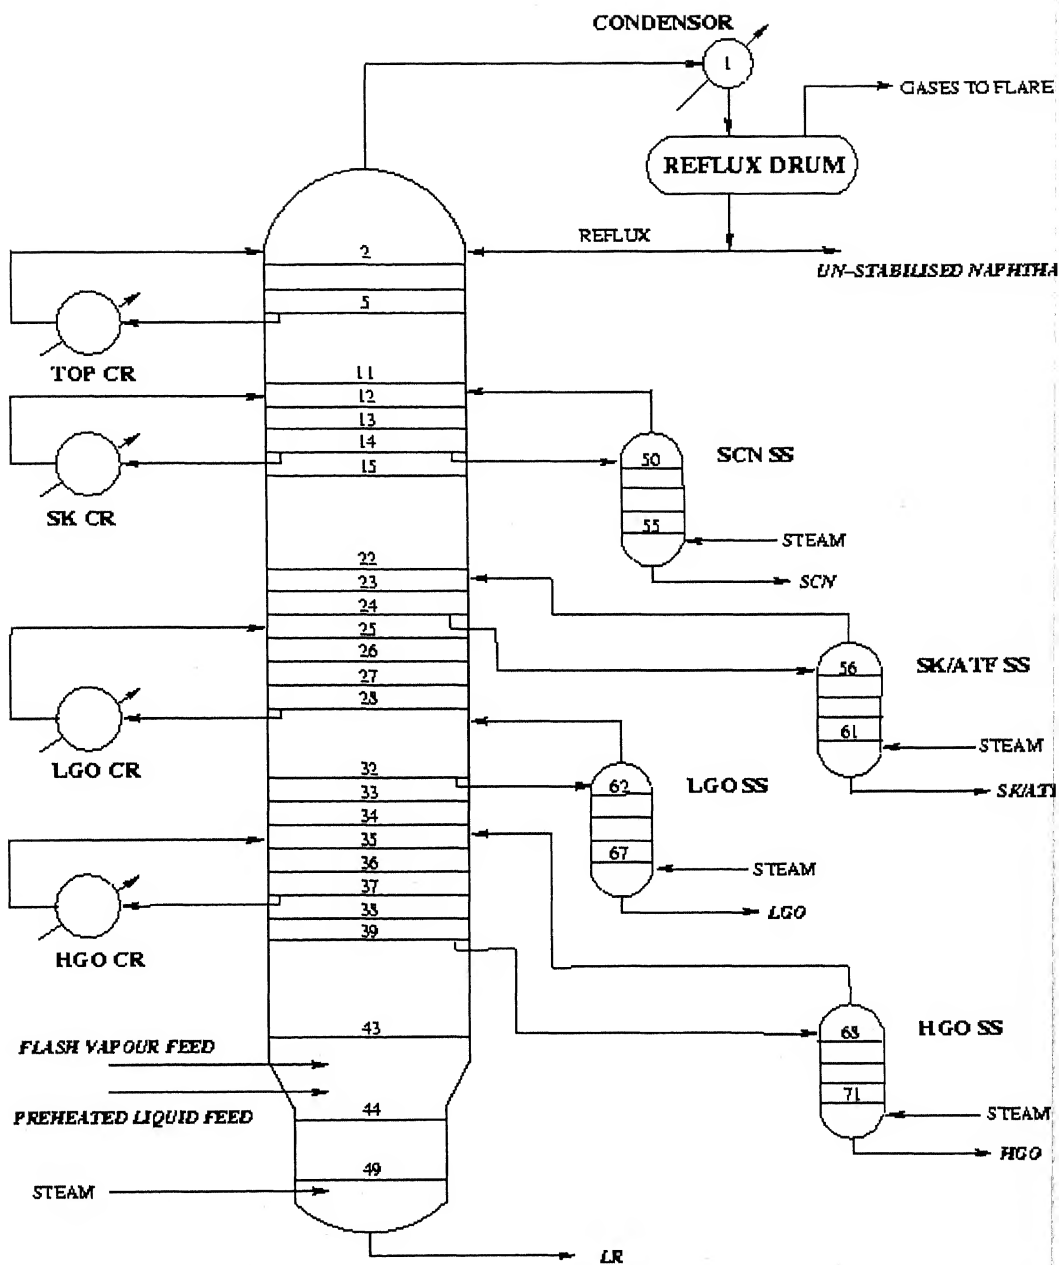 CONDENSOR
1
GASES TO FLARE
REFLUX DRUM
REFLUX
UN-STABILISED NAPHTHA
2
5
TOP CR
11
12
13
14
15
SK CR
50
SCN SS
55
STEAM
SCN
22
23
24
25
26
27
28
LGO CR
56
SK/ATF SS
61
STEAM
SK/ATF
32
33
34
35
36
37
38
39
62
LGO SS
67
STEAM
LGO
HGO CR
43
FLASH VAPOUR FEED
PREHEATED LIQUID FEED
44
49
STEAM
LR
68
HGO SS
71
STEAM
HGO